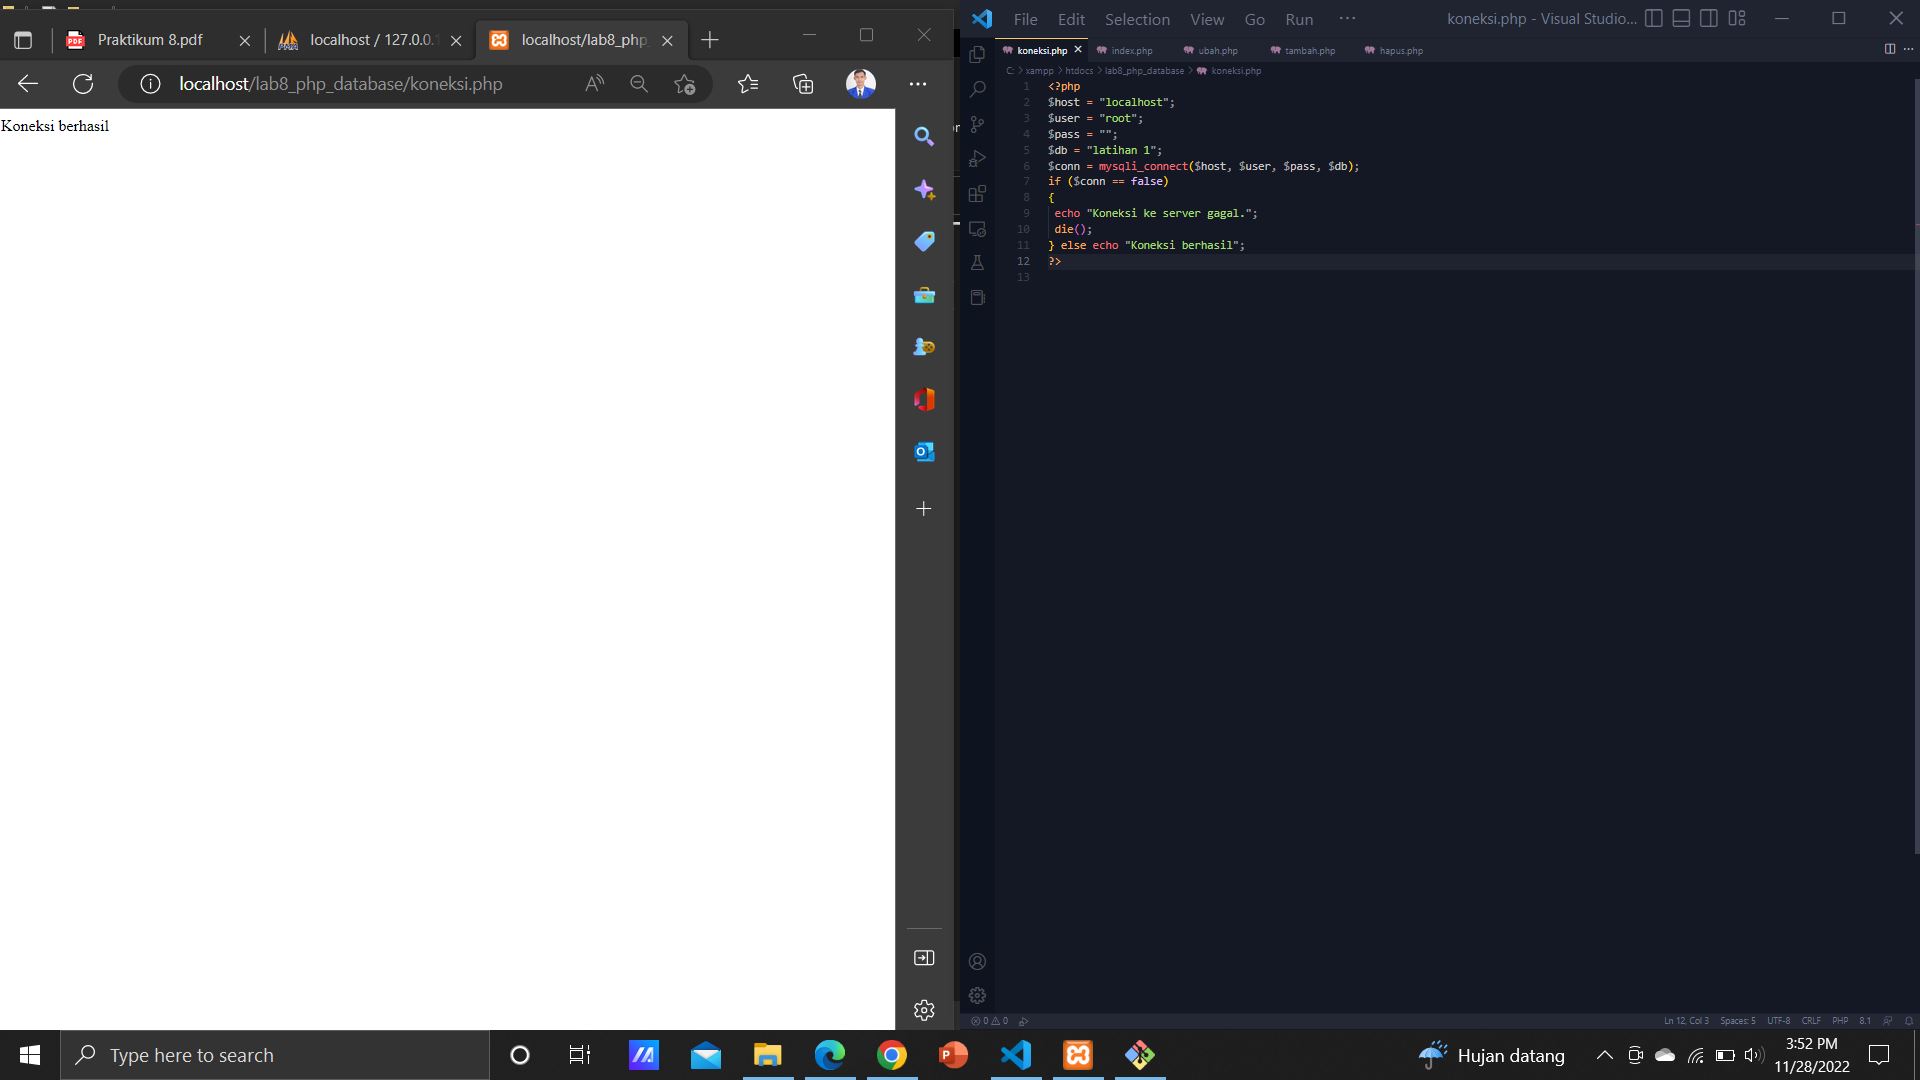 Praktikum 8.pdf
localhost / 127.0.0.1
localhost/lab8_php
localhost/lab8_php_database/koneksi.php
Koneksi berhasil
File Edit Selection View Go Run ... koneksi.php - Visual Studio...
koneksi.php index.php ubah.php tambah.php hapus.php
C: > xampp > htdocs > lab8_php_database > koneksi.php
1 <?php
2 $host = "localhost";
3 $user = "root";
4 $pass = "";
5 $db = "latihan 1";
6 $conn = mysqli_connect($host, $user, $pass, $db);
7 if ($conn == false)
8 {
9 echo "Koneksi ke server gagal.";
10 die();
11 } else echo "Koneksi berhasil";
12 ?>
13
0 0
Ln 12, Col 3 Spaces: 5 UTF-8 CRLF PHP 8.1
Type here to search
Hujan datang
3:52 PM
11/28/2022